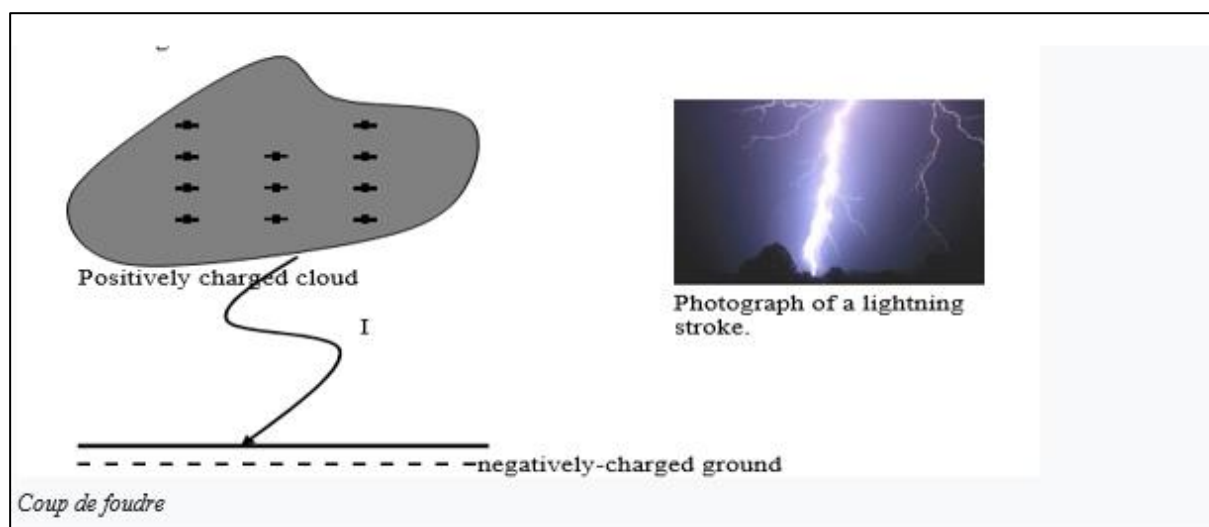 Positively charged cloud
I
Photograph of a lightning
stroke.
negatively-charged ground
Coup de foudre